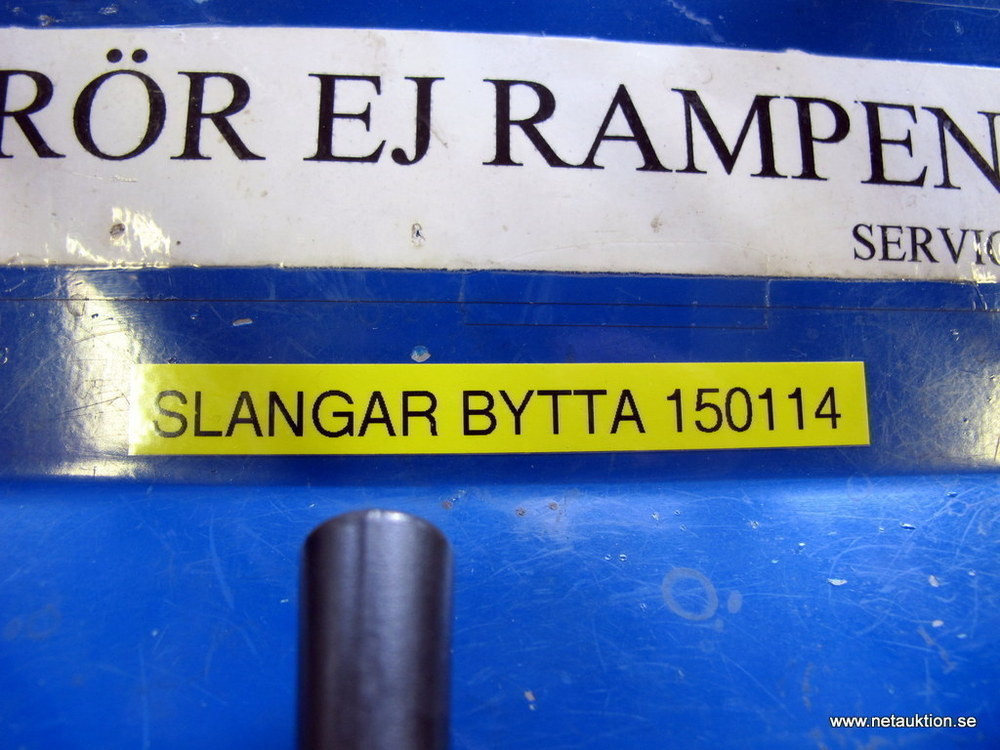 RÖR EJ RAMPEN
SERVIC
SLANGAR BYTTA 150114
www.netauktion.se